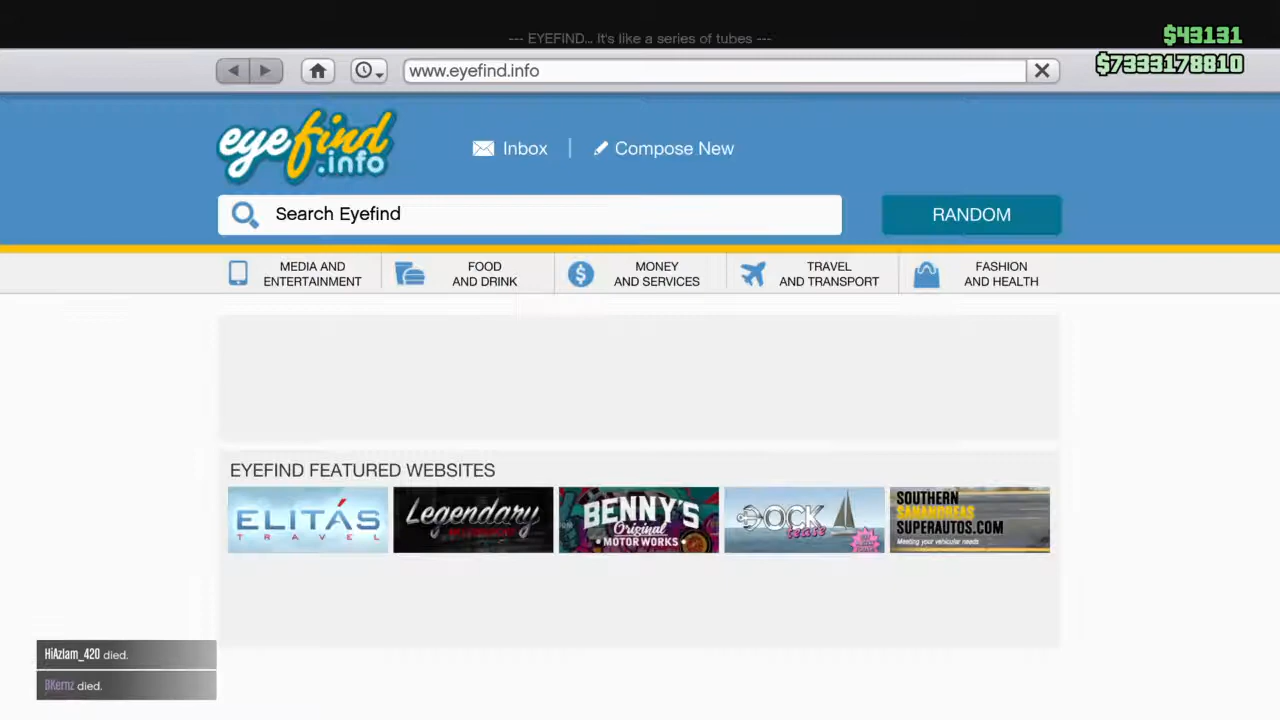 --- EYEFIND... It's like a series of tubes ---
$43131
$7333178810
www.eyefind.info
eyefind
.info
Inbox
Compose New
Search Eyefind
RANDOM
MEDIA AND
ENTERTAINMENT
FOOD
AND DRINK
MONEY
AND SERVICES
TRAVEL
AND TRANSPORT
FASHION
AND HEALTH
EYEFIND FEATURED WEBSITES
ELITÁS
TRAVEL
Legendary
BENNY'S
Original
MOTOR WORKS
DOCK
tease
SOUTHERN
SAN ANDREAS
SUPERAUTOS.COM
Meeting your vehicular needs
HiAzlam_420 died.
BKernz died.